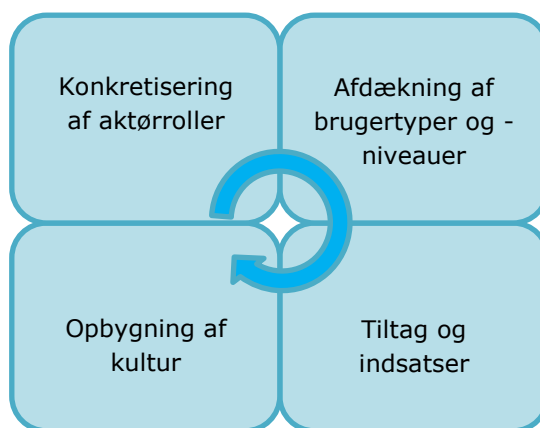 Konkretisering
af aktørroller
Afdækning af
brugertyper og -
niveauer
Opbygning af
kultur
Tiltag og
indsatser